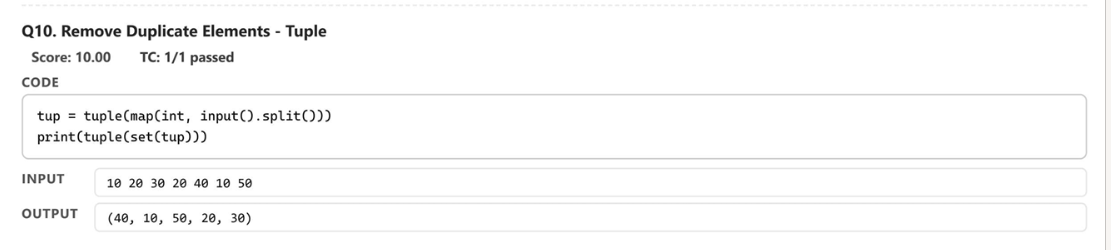 Q10. Remove Duplicate Elements - Tuple
Score: 10.00 TC: 1/1 passed
CODE
tup = tuple(map(int, input().split()))
print(tuple(set(tup)))
INPUT 10 20 30 20 40 10 50
OUTPUT (40, 10, 50, 20, 30)